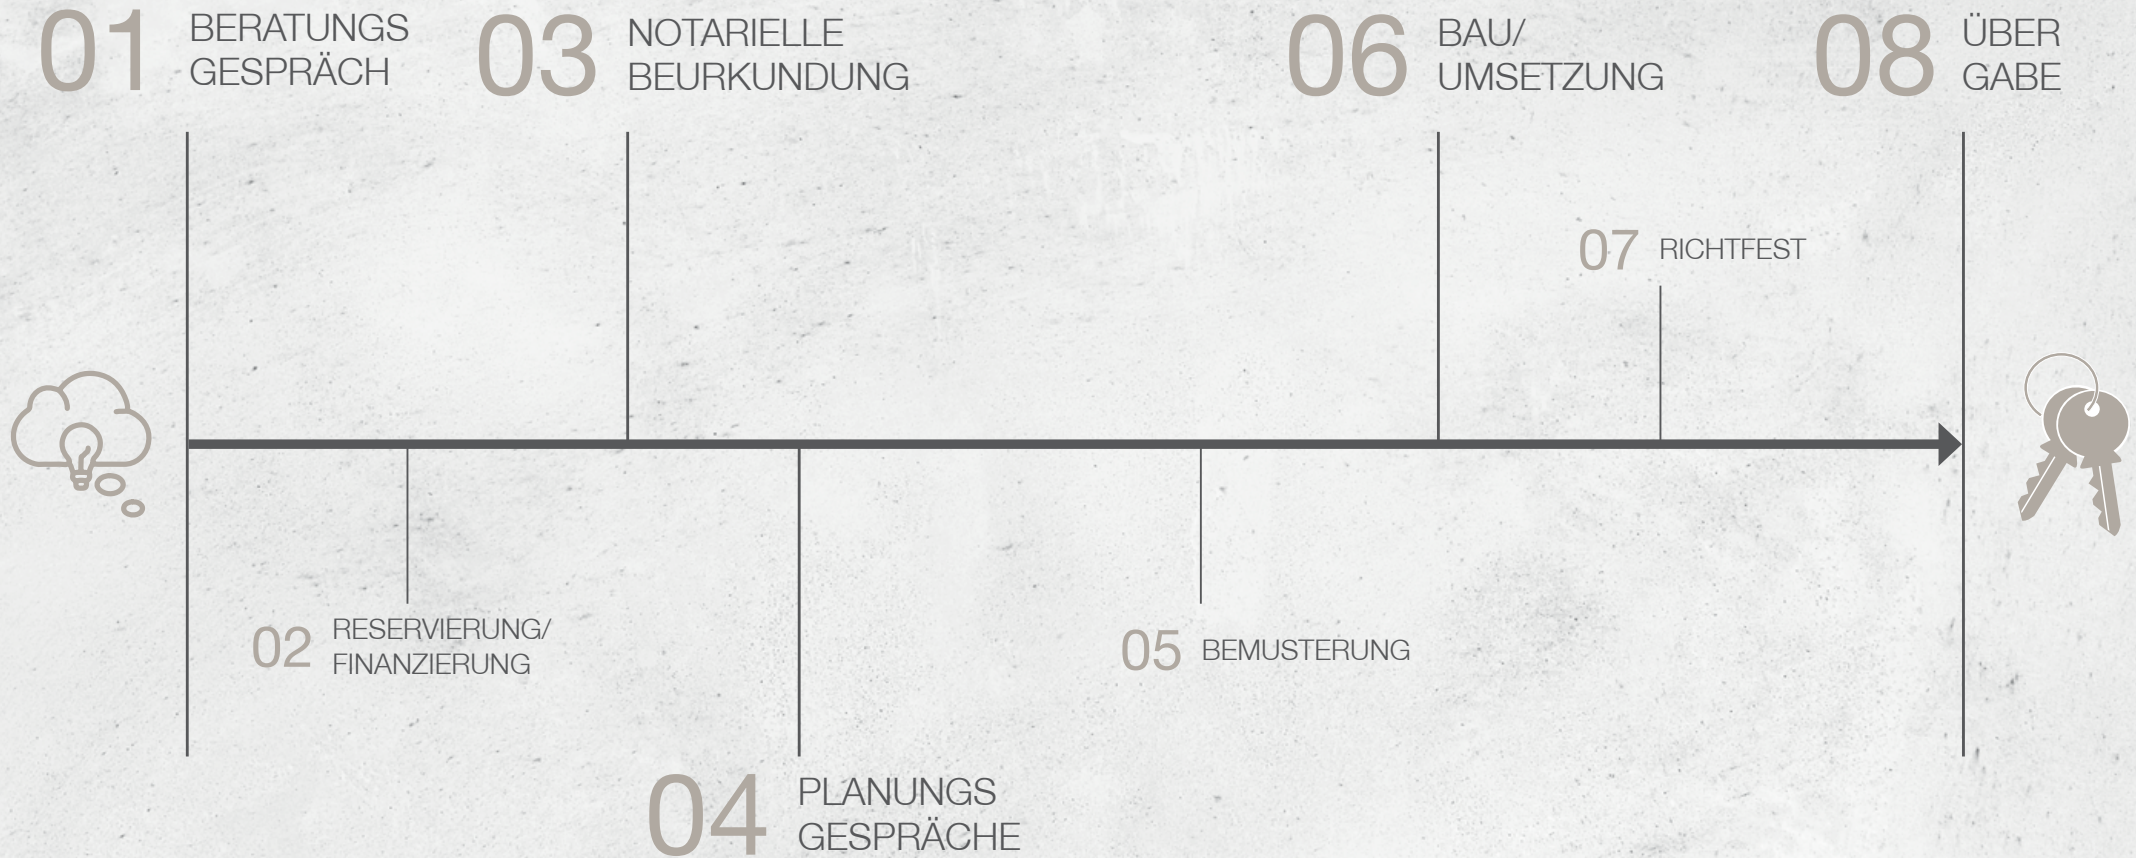 01
BERATUNGS
GESPRÄCH
02
RESERVIERUNG/
FINANZIERUNG
03
NOTARIELLE
BEURKUNDUNG
04
PLANUNGS
GESPRÄCHE
05
BEMUSTERUNG
06
BAU/
UMSETZUNG
07
RICHTFEST
08
ÜBER
GABE